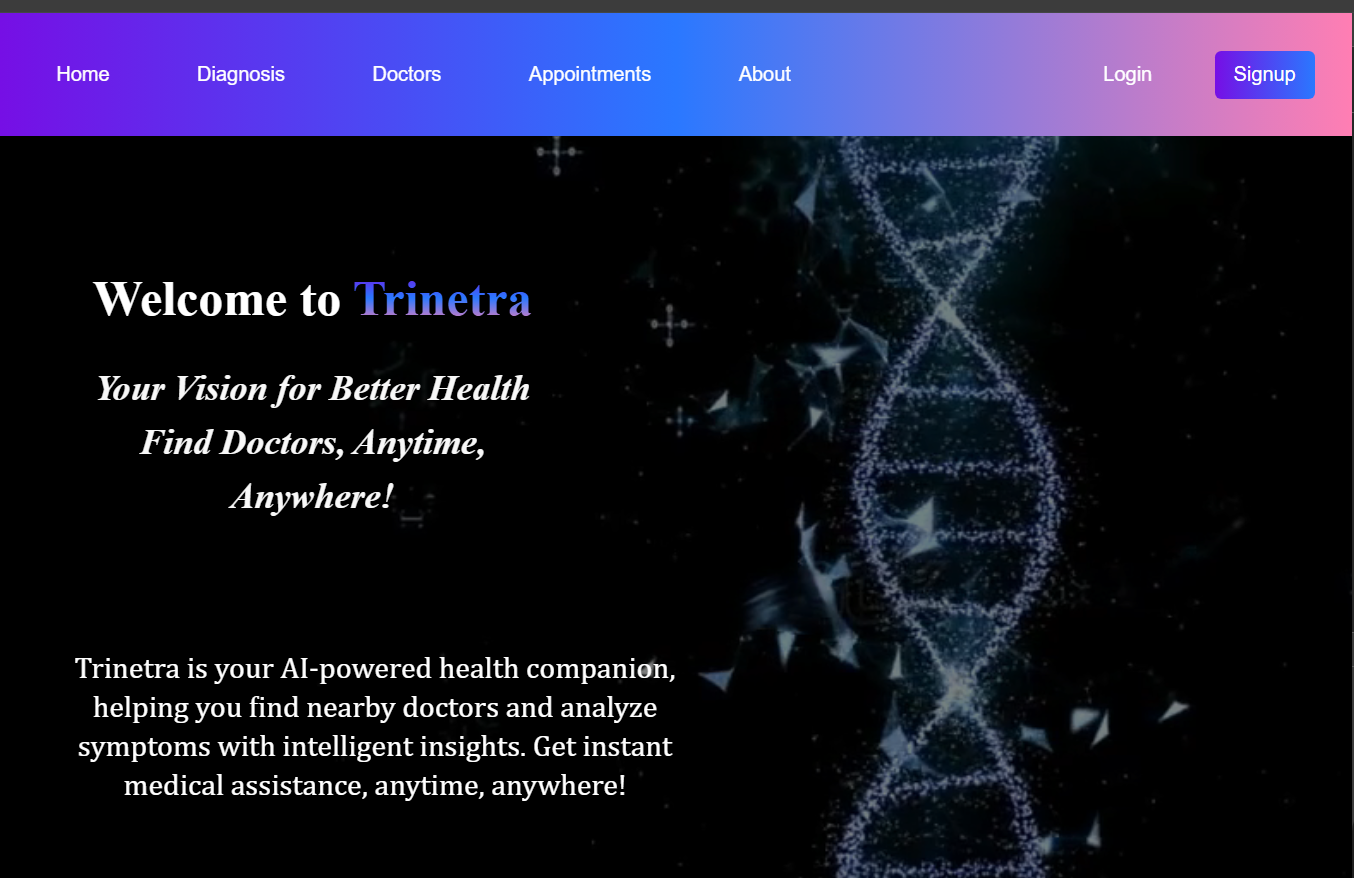 Home Diagnosis Doctors Appointments About Login Signup
Welcome to Trinetra
Your Vision for Better Health
Find Doctors, Anytime,
Anywhere!
Trinetra is your AI-powered health companion,
helping you find nearby doctors and analyze
symptoms with intelligent insights. Get instant
medical assistance, anytime, anywhere!